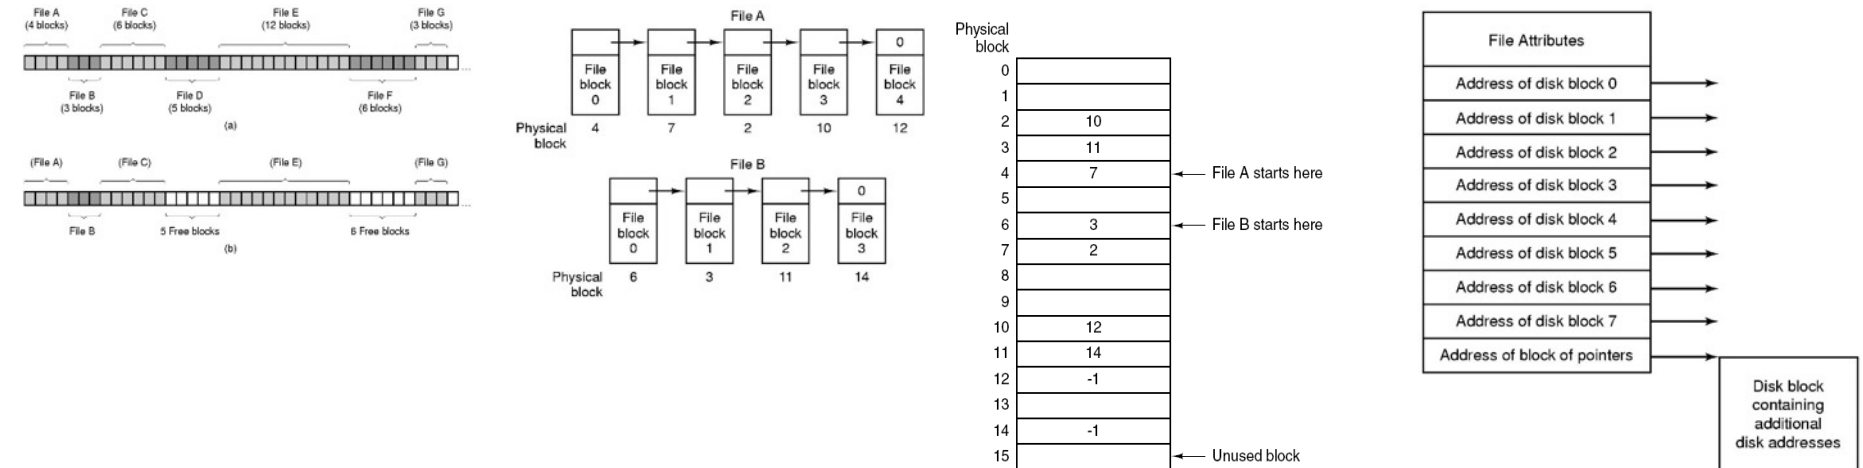 File A
(4 blocks)
File C
(6 blocks)
File E
(12 blocks)
File G
(3 blocks)
...
File B
(3 blocks)
File D
(5 blocks)
File F
(6 blocks)
(a)
(File A)
(File C)
(File E)
(File G)
...
File B
5 Free blocks
6 Free blocks
(b)
File A
0
File
block
0
File
block
1
File
block
2
File
block
3
File
block
4
Physical
block
4
7
2
10
12
File B
0
File
block
0
File
block
1
File
block
2
File
block
3
Physical
block
6
3
11
14
Physical
block
0
1
2 10
3 11
4 7 File A starts here
5
6 3 File B starts here
7 2
8
9
10 12
11 14
12 -1
13
14 -1
15 Unused block
File Attributes
Address of disk block 0
Address of disk block 1
Address of disk block 2
Address of disk block 3
Address of disk block 4
Address of disk block 5
Address of disk block 6
Address of disk block 7
Address of block of pointers
Disk block
containing
additional
disk addresses